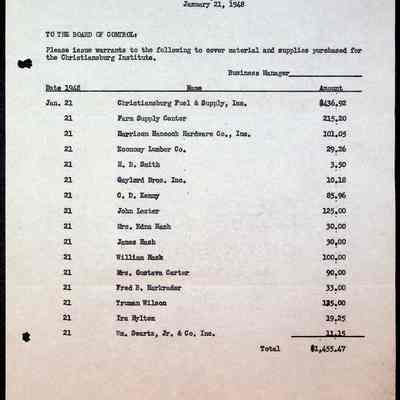 January 21, 1948
TO THE BOARD OF CONTROL:
Please issue warrants to the following to cover material and supplies purchased for
the Christiansburg Institute.
Business Manager
Date 1948 Name Amount
Jan. 21 Christiansburg Fuel & Supply, Inc. $436.92
21 Farm Supply Center 215.20
21 Harrison Hancock Hardware Co., Inc. 101.05
21 Economy Lumber Co. 29.26
21 H. D. Smith 3.50
21 Gaylord Bros. Inc. 10.12
21 C. D. Kenny 85.96
21 John Lester 125.00
21 Mrs. Edna Nash 30.00
21 James Nash 30.00
21 William Nash 100.00
21 Mrs. Gustava Carter 90.00
21 Fred D. Harkrader 33.00
21 Truman Wilson 135.00
21 Ira Hylton 19.25
21 Wm. Swartz, Jr. & Co. Inc. 11.15
Total $1,455.47